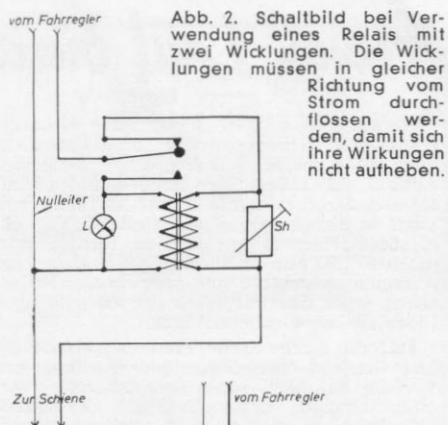 vom Fahrregler
Abb. 2. Schaltbild bei Ver-
wendung eines Relais mit
zwei Wicklungen. Die Wick-
lungen müssen in gleicher
Richtung vom
Strom durch-
flossen wer-
den, damit sich
ihre Wirkungen
nicht aufheben.
Nulleiter
L
Sh
Zur Schiene
vom Fahrregler